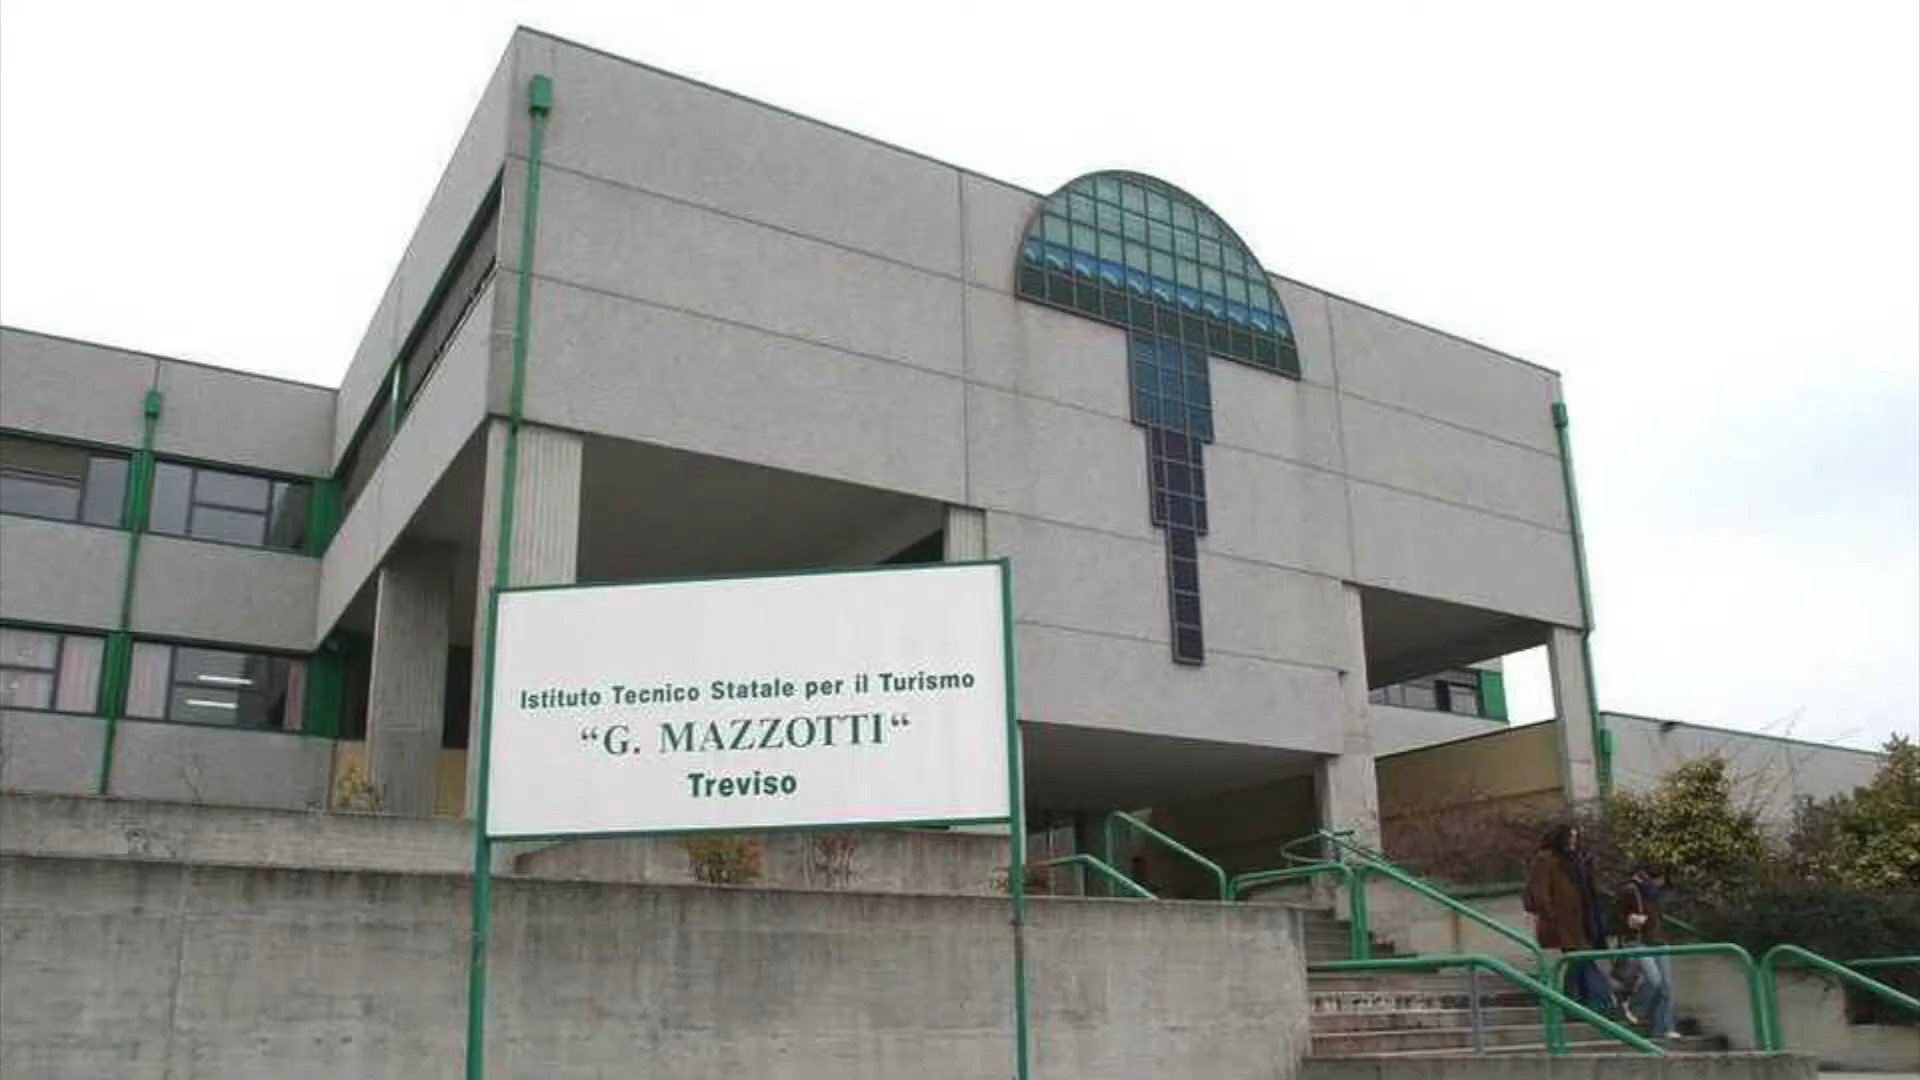 Istituto Tecnico Statale per il Turismo
“G. MAZZOTTI“
Treviso